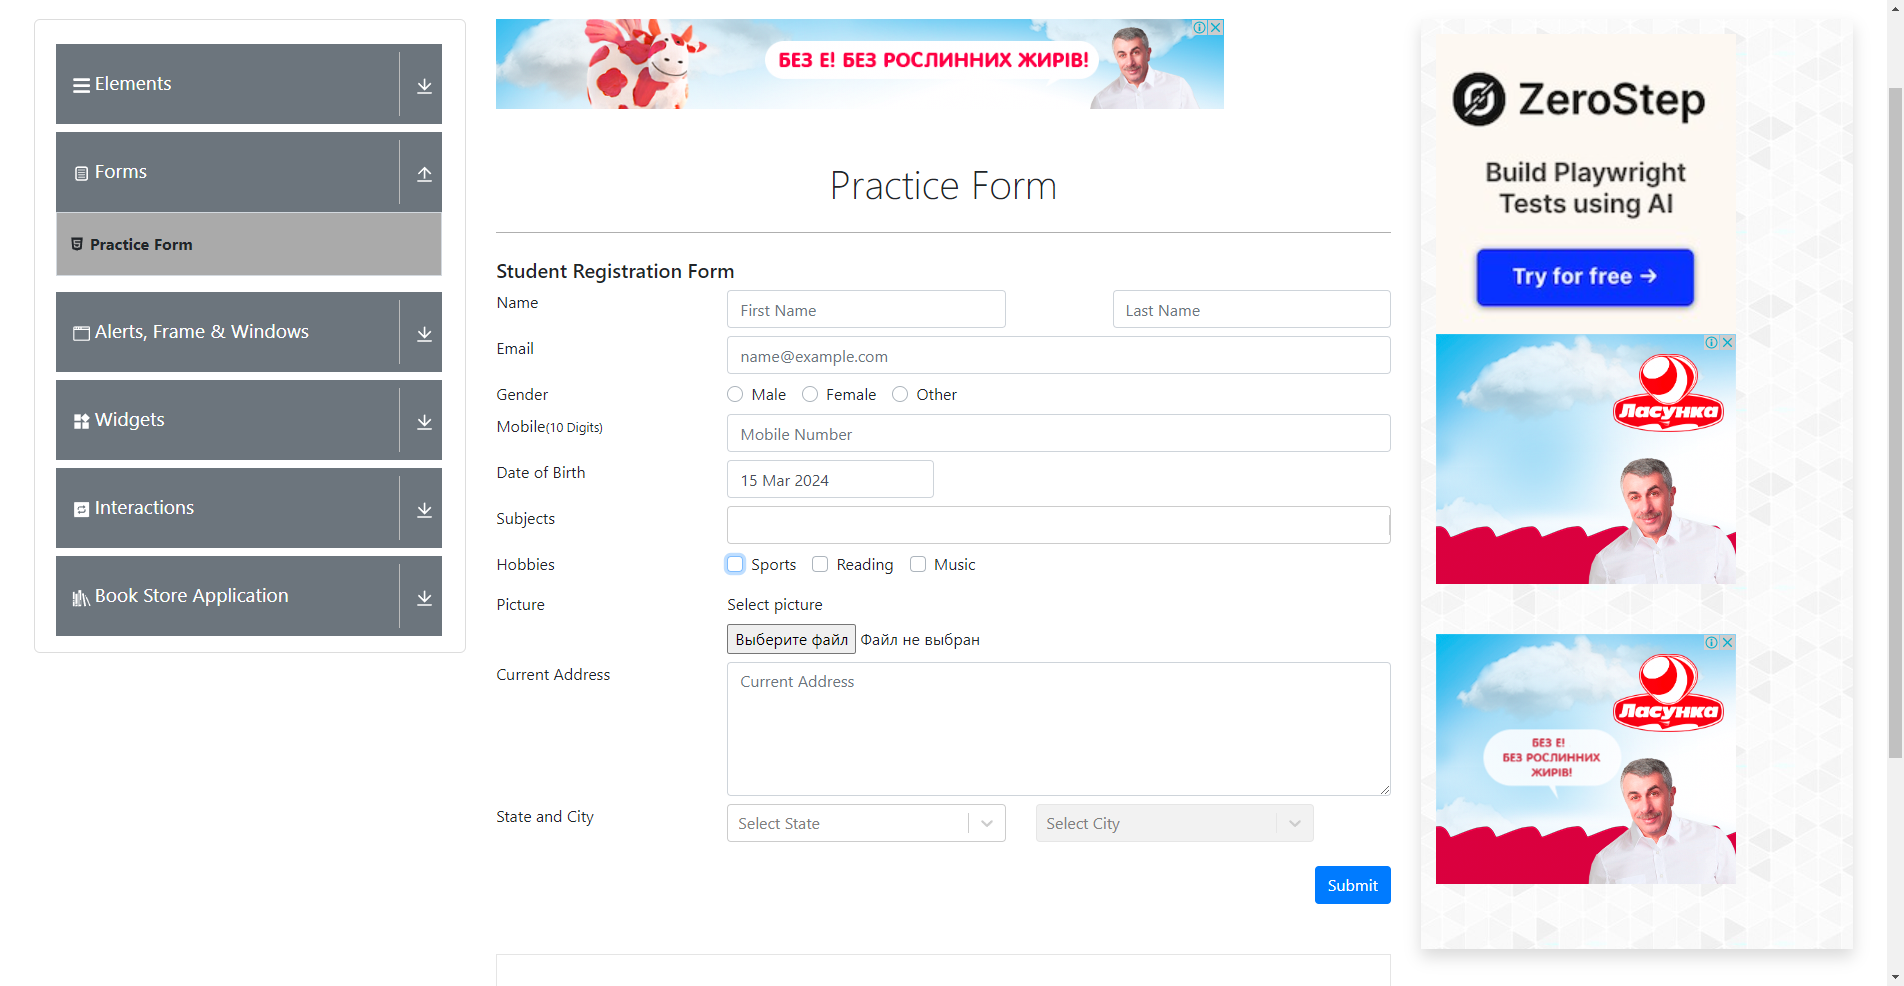 Elements
Forms
Practice Form
Alerts, Frame & Windows
Widgets
Interactions
Book Store Application
БЕЗ Е! БЕЗ РОСЛИННИХ ЖИРІВ!
Practice Form
Student Registration Form
Name First Name Last Name
Email name@example.com
Gender Male Female Other
Mobile(10 Digits) Mobile Number
Date of Birth 15 Mar 2024
Subjects
Hobbies Sports Reading Music
Picture Select picture
Выберите файл Файл не выбран
Current Address Current Address
State and City Select State Select City
Submit
ZeroStep
Build Playwright
Tests using AI
Try for free →
Ласунка
Ласунка
БЕЗ Е!
БЕЗ РОСЛИННИХ
ЖИРІВ!